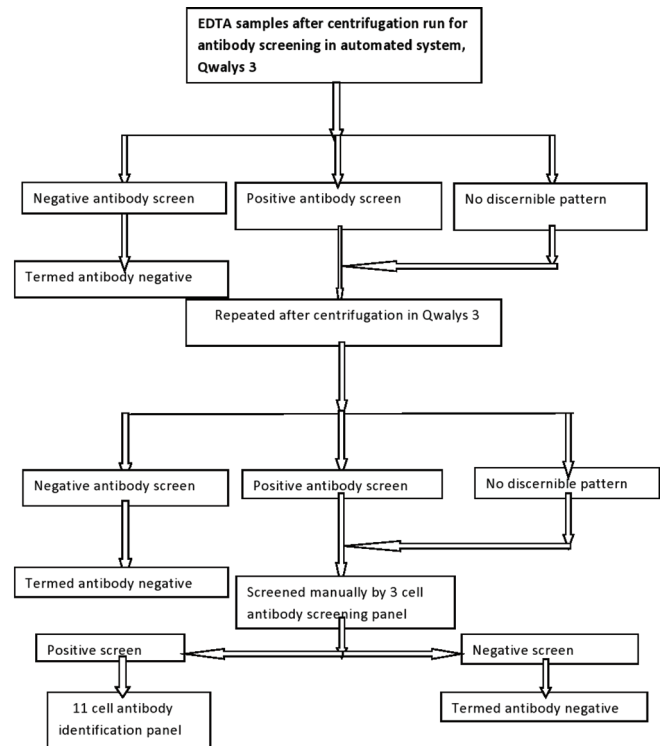 EDTA samples after centrifugation run for
antibody screening in automated system,
Qwalys 3
Negative antibody screen
Positive antibody screen
No discernible pattern
Termed antibody negative
Repeated after centrifugation in Qwalys 3
Negative antibody screen
Positive antibody screen
No discernible pattern
Termed antibody negative
Screened manually by 3 cell
antibody screening panel
Positive screen
Negative screen
11 cell antibody
identification panel
Termed antibody negative